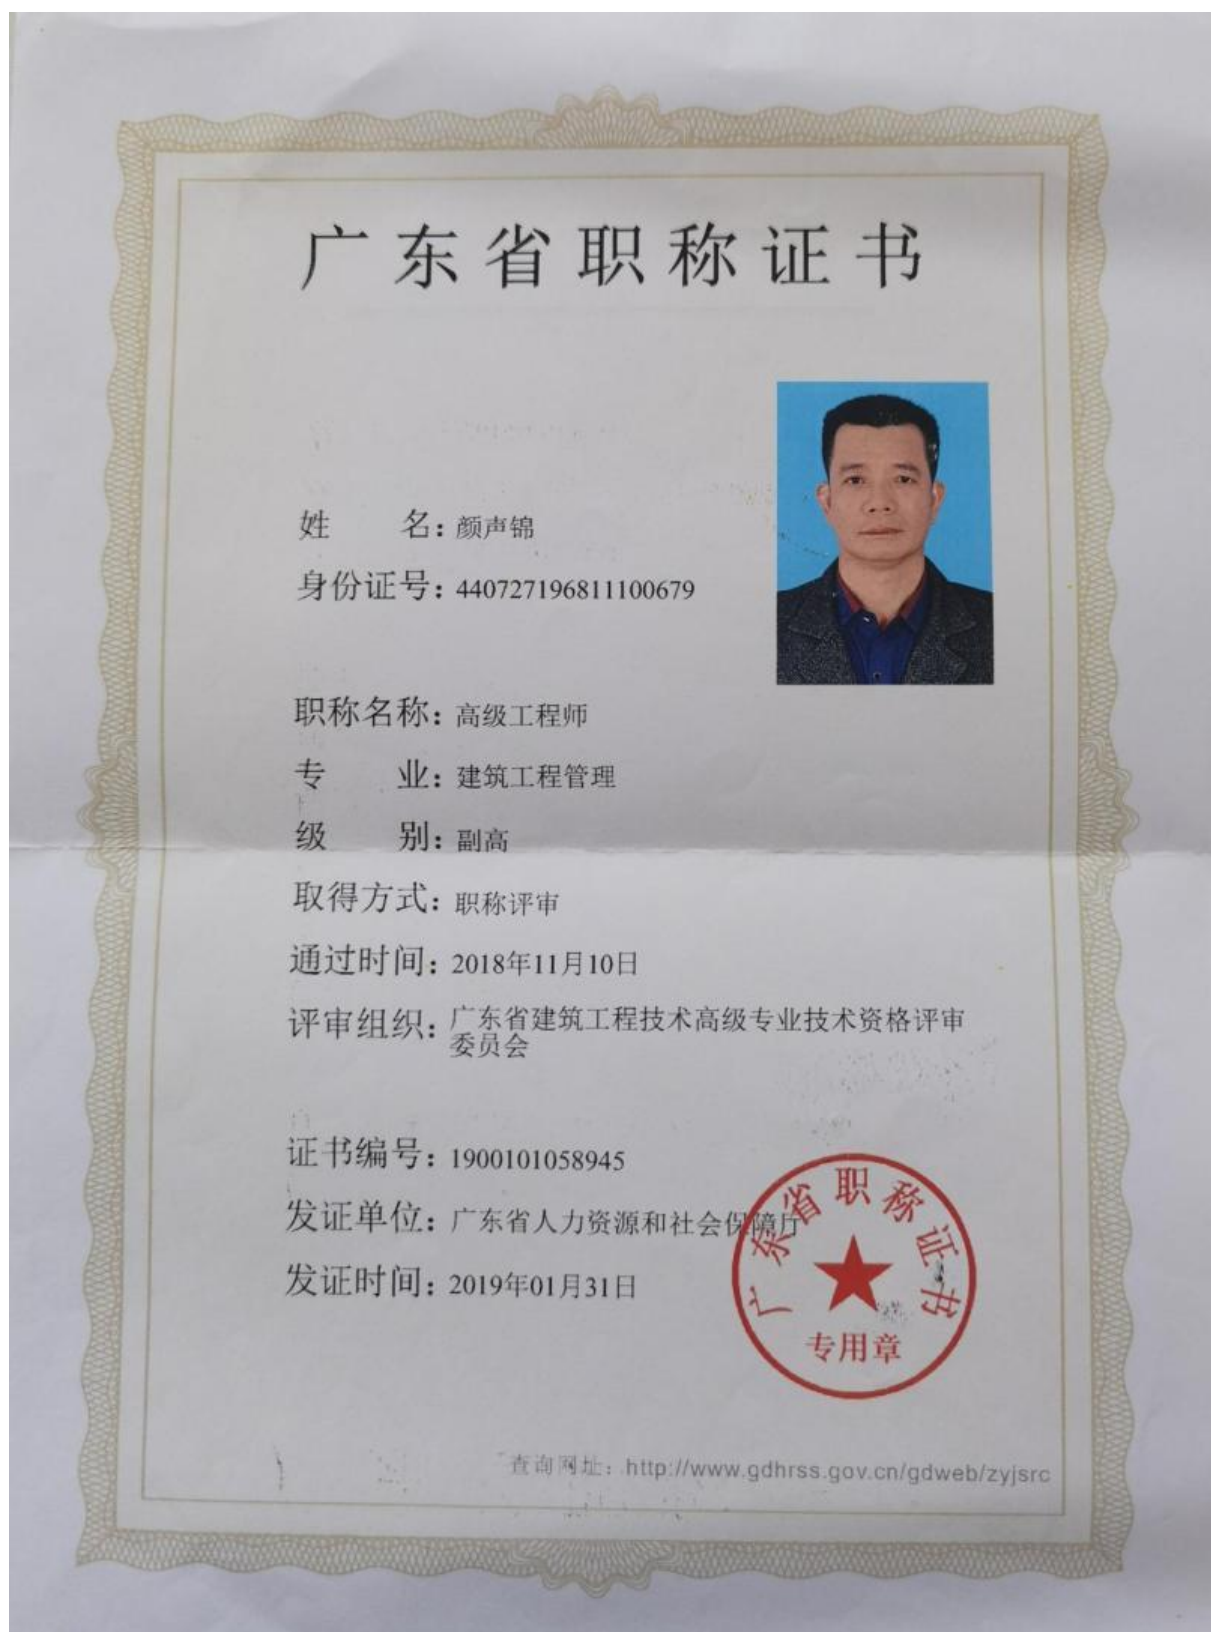 广东省职称证书
姓 名：颜声锦
身份证号：440727196811100679
职称名称：高级工程师
专 业：建筑工程管理
级 别：副高
取得方式：职称评审
通过时间：2018年11月10日
评审组织：广东省建筑工程技术高级专业技术资格评审
委员会
证书编号：1900101058945
发证单位：广东省人力资源和社会保障厅
发证时间：2019年01月31日
广东省职称证书
专用章
查询网址：http://www.gdhrss.gov.cn/gdweb/zyjsrc